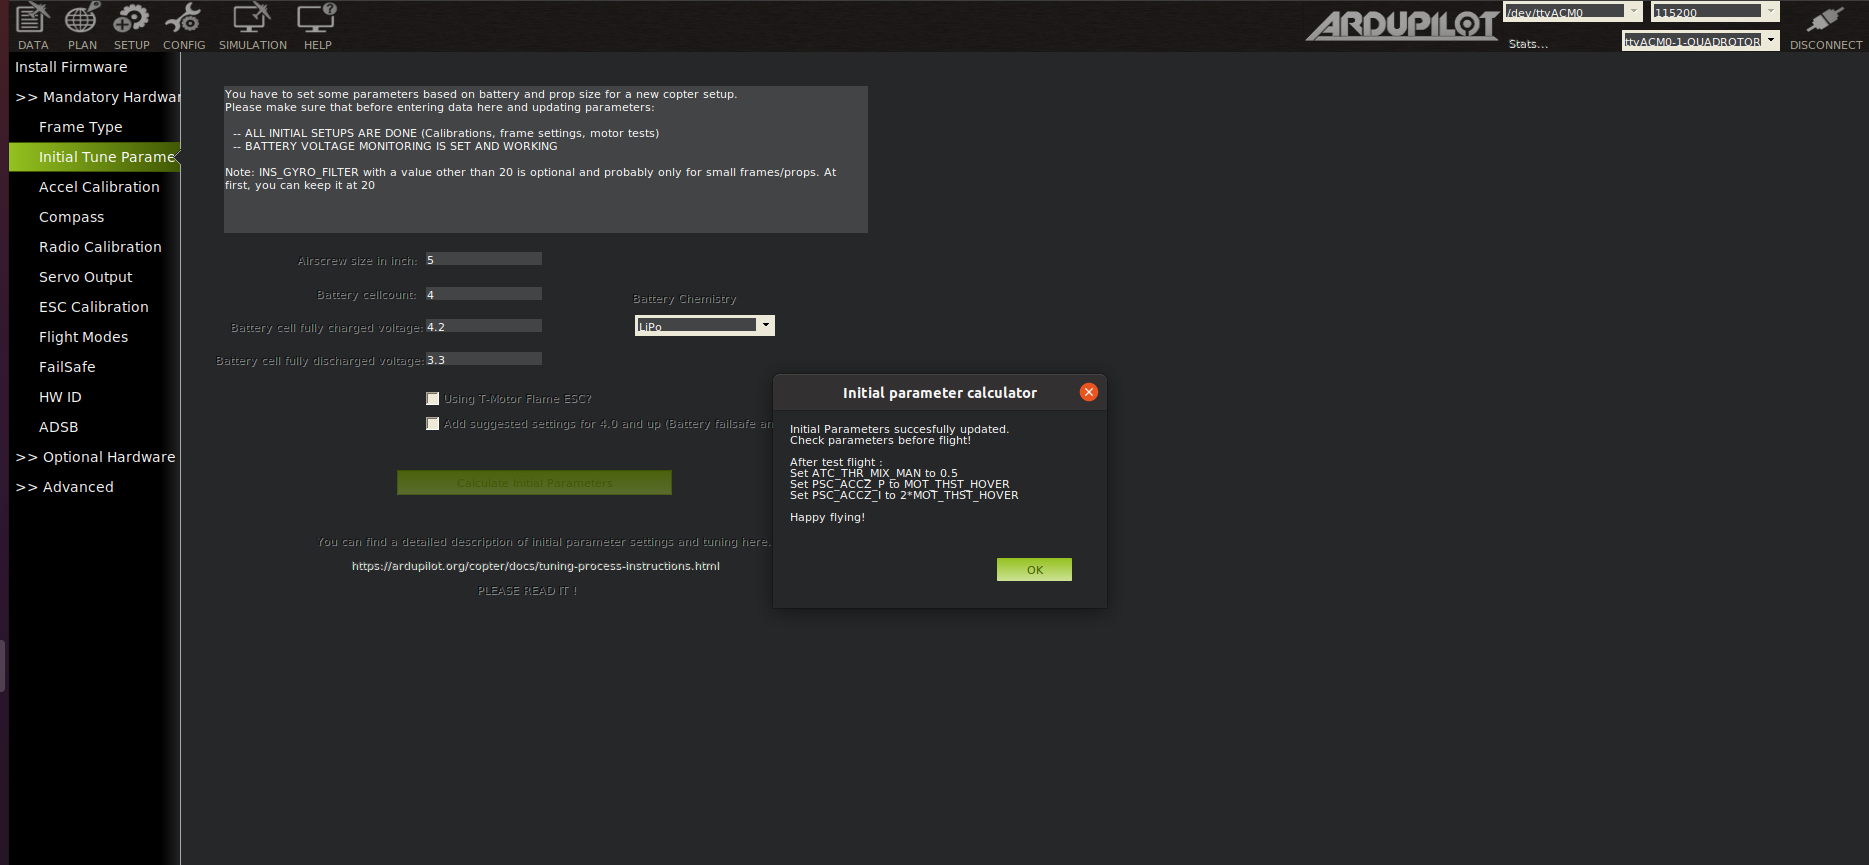 DATA
PLAN
SETUP
CONFIG
SIMULATION
HELP
ARDUPILOT
/dev/ttyACM0
115200
Stats...
ttyACM0-1-QUADROTOR
DISCONNECT
Install Firmware
>> Mandatory Hardwar
Frame Type
Initial Tune Parame
Accel Calibration
Compass
Radio Calibration
Servo Output
ESC Calibration
Flight Modes
FailSafe
HW ID
ADSB
>> Optional Hardware
>> Advanced
You have to set some parameters based on battery and prop size for a new copter setup.
Please make sure that before entering data here and updating parameters:
-- ALL INITIAL SETUPS ARE DONE (Calibrations, frame settings, motor tests)
-- BATTERY VOLTAGE MONITORING IS SET AND WORKING
Note: INS_GYRO_FILTER with a value other than 20 is optional and probably only for small frames/props. At
first, you can keep it at 20
Airscrew size in inch: 5
Battery cellcount: 4
Battery Chemistry
Battery cell fully charged voltage: 4.2
LiPo
Battery cell fully discharged voltage: 3.3
Using T-Motor Flame ESC?
Add suggested settings for 4.0 and up (Battery failsafe an
Calculate Initial Parameters
You can find a detailed description of initial parameter settings and tuning here.
https://ardupilot.org/copter/docs/tuning-process-instructions.html
PLEASE READ IT !
Initial parameter calculator
Initial Parameters succesfully updated.
Check parameters before flight!
After test flight :
Set ATC_THR_MIX_MAN to 0.5
Set PSC_ACCZ_P to MOT_THST_HOVER
Set PSC_ACCZ_I to 2*MOT_THST_HOVER
Happy flying!
OK